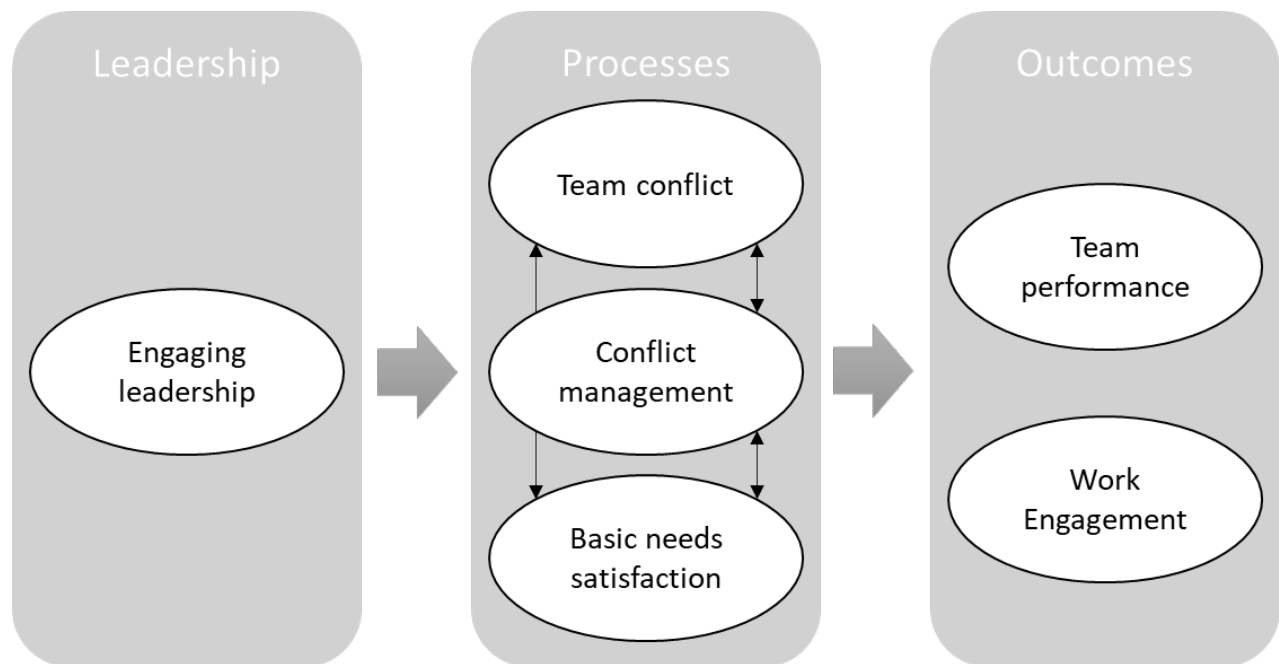 Leadership
Engaging
leadership
Processes
Team conflict
Conflict
management
Basic needs
satisfaction
Outcomes
Team
performance
Work
Engagement